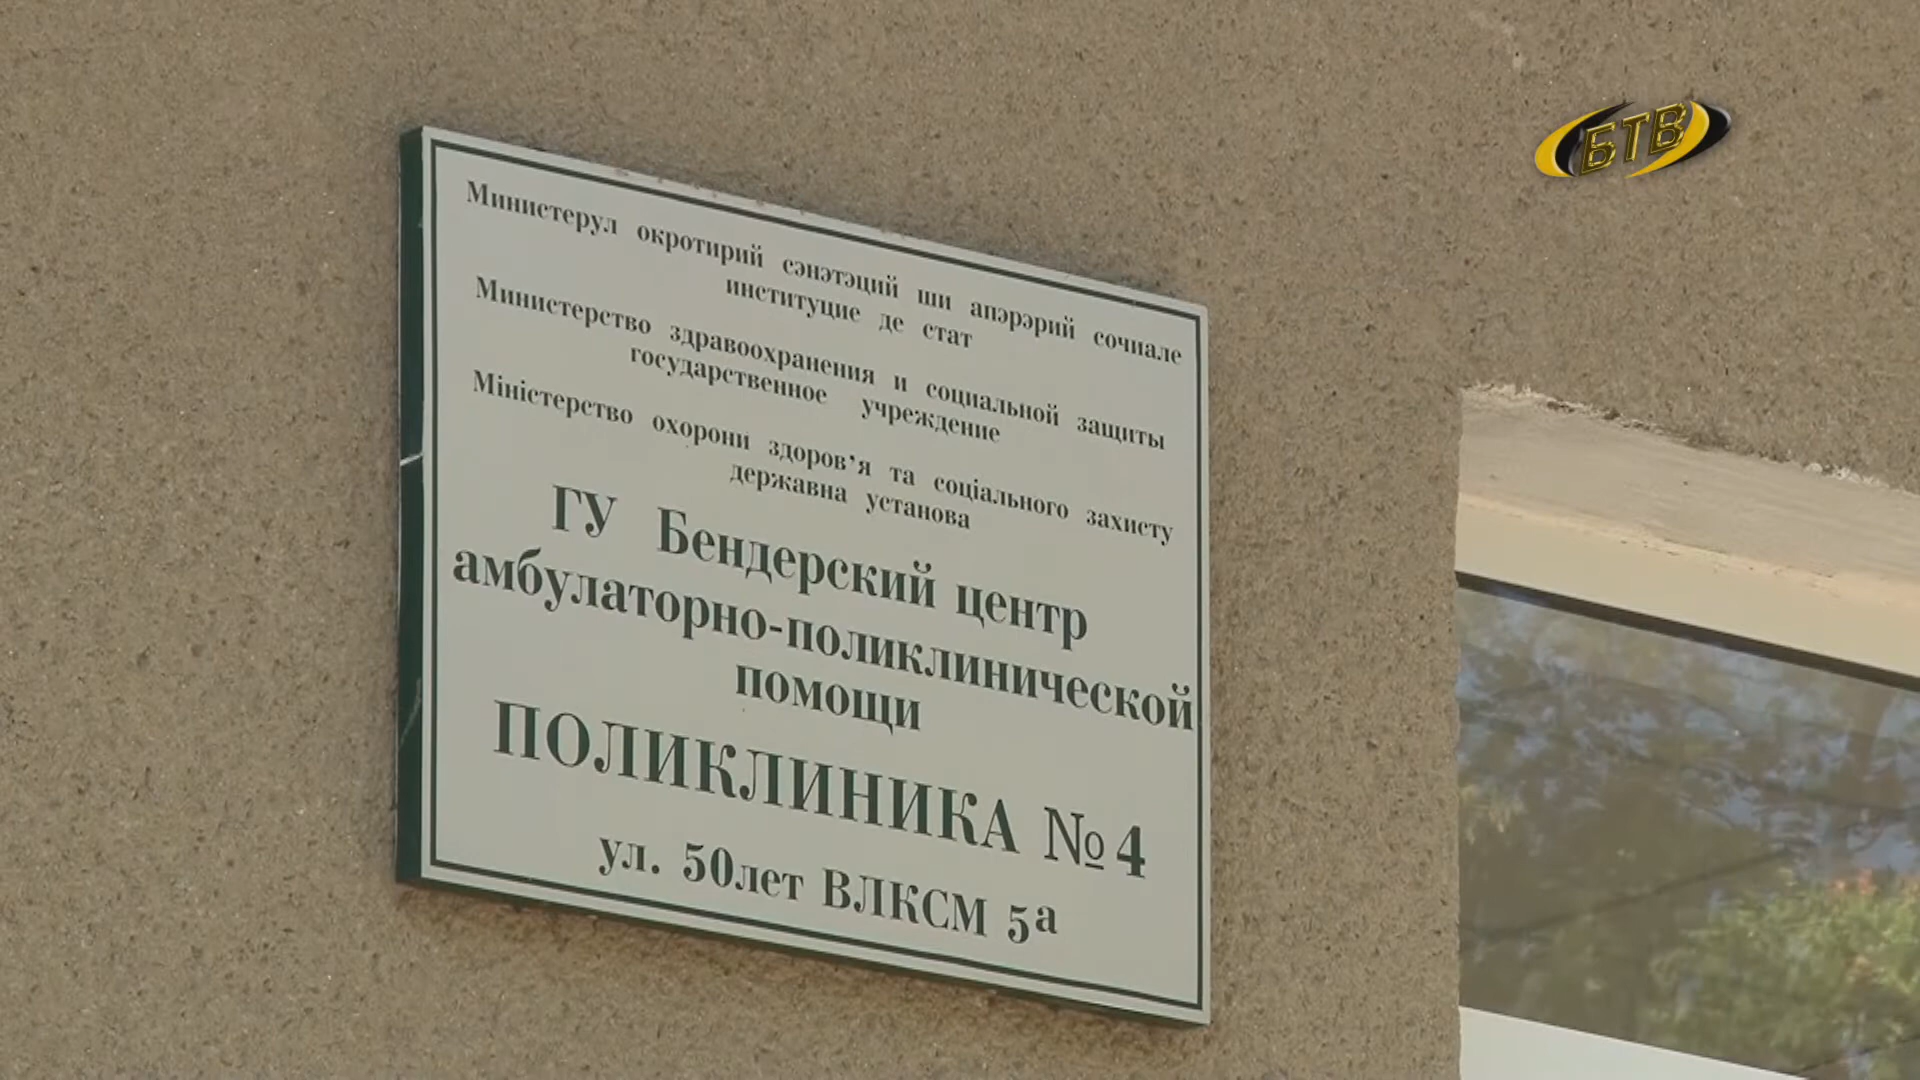 БТВ
Министерул окротирий сэнэтэций ши апэрэрий сочиале
институцие де стат
Министерство здравоохранения и социальной защиты
государственное учреждение
Міністерство охорони здоров'я та соціального захисту
державна установа
ГУ Бендерский центр
амбулаторно-поликлинической
помощи
ПОЛИКЛИНИКА №4
ул. 50лет ВЛКСМ 5а